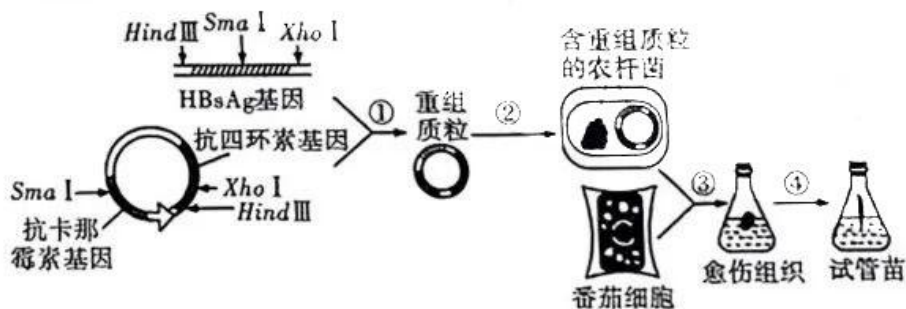 HindⅢ SmaⅠ XhoⅠ
HBsAg基因
①
重组
质粒
②
含重组质粒
的农杆菌
抗四环素基因
SmaⅠ
XhoⅠ
HindⅢ
抗卡那
霉素基因
③
④
番茄细胞
愈伤组织
试管苗